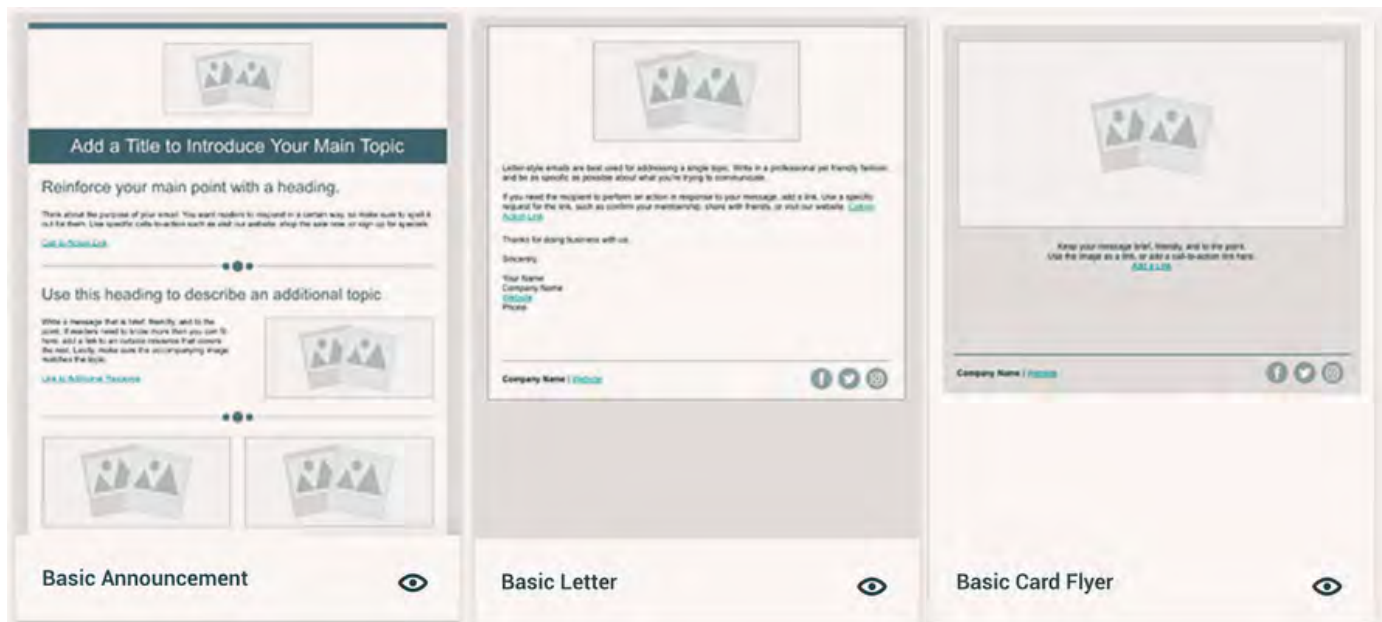 Add a Title to Introduce Your Main Topic
Reinforce your main point with a heading.
Think about the purpose of your email. You want readers to respond in a certain way, so make sure to spell it
out for them. Use specific calls-to-action such as visit our website, shop the sale now, or sign up for specials.
Call to Action Link
Use this heading to describe an additional topic
Write a message that is brief, friendly, and to the
point. If readers need to know more than you can fit
here, add a link to an outside resource that covers
the rest. Lastly, make sure the accompanying image
matches the topic.
Link to Additional Resource
Basic Announcement
Letter-style emails are best used for addressing a single topic. Write in a professional yet friendly fashion
and be as specific as possible about what you're trying to communicate.
If you need the recipient to perform an action in response to your message, add a link. Use a specific
request for the link, such as confirm your membership, share with friends, or visit our website. Call-to-
Action Link
Thanks for doing business with us.
Sincerely,
Your Name
Company Name
Website
Phone
Company Name | Website
Basic Letter
Keep your message brief, friendly, and to the point.
Use the image as a link, or add a call-to-action link here.
Add a Link
Company Name | Website
Basic Card Flyer